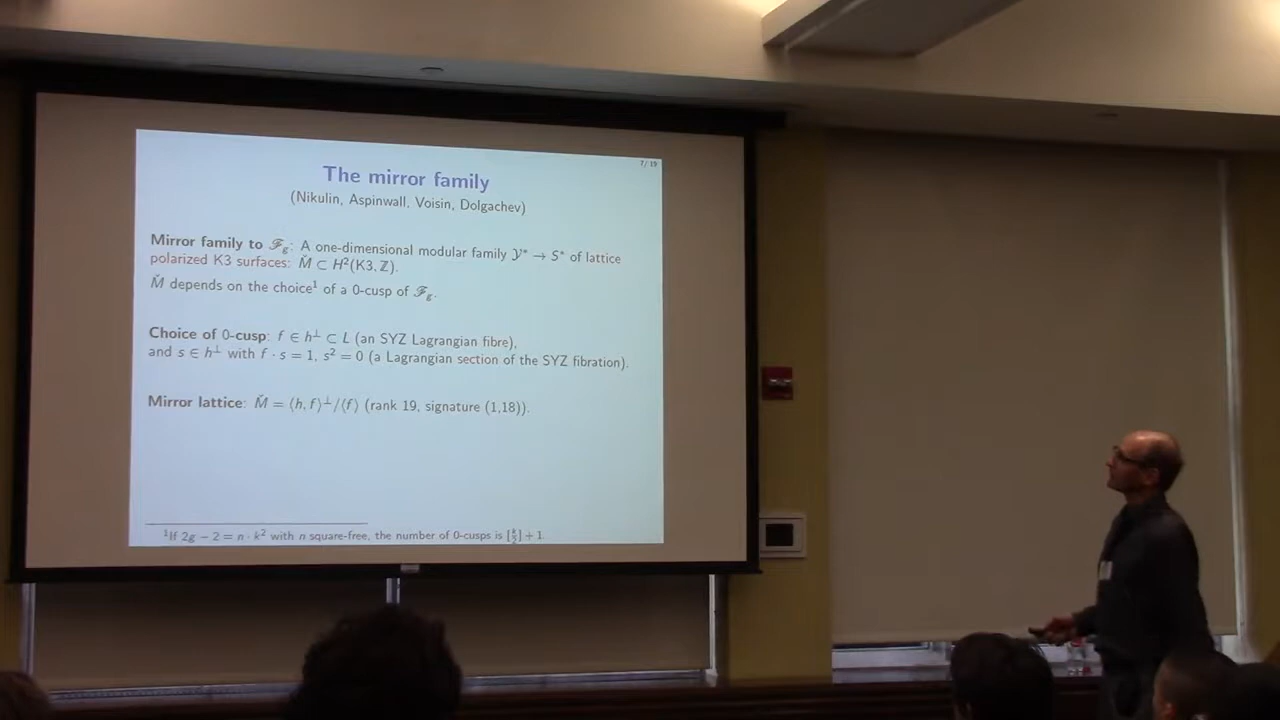 7/ 19
The mirror family
(Nikulin, Aspinwall, Voisin, Dolgachev)
Mirror family to ℱg: A one-dimensional modular family 𝒴* → S* of lattice
polarized K3 surfaces: M̌ ⊂ H²(K3, ℤ).
M̌ depends on the choice¹ of a 0-cusp of ℱg.
Choice of 0-cusp: f ∈ h⊥ ⊂ L (an SYZ Lagrangian fibre),
and s ∈ h⊥ with f · s = 1, s² = 0 (a Lagrangian section of the SYZ fibration).
Mirror lattice: M̌ = ⟨h, f⟩⊥/⟨f⟩ (rank 19, signature (1,18)).
¹If 2g − 2 = n · k² with n square-free, the number of 0-cusps is [k/2] + 1.